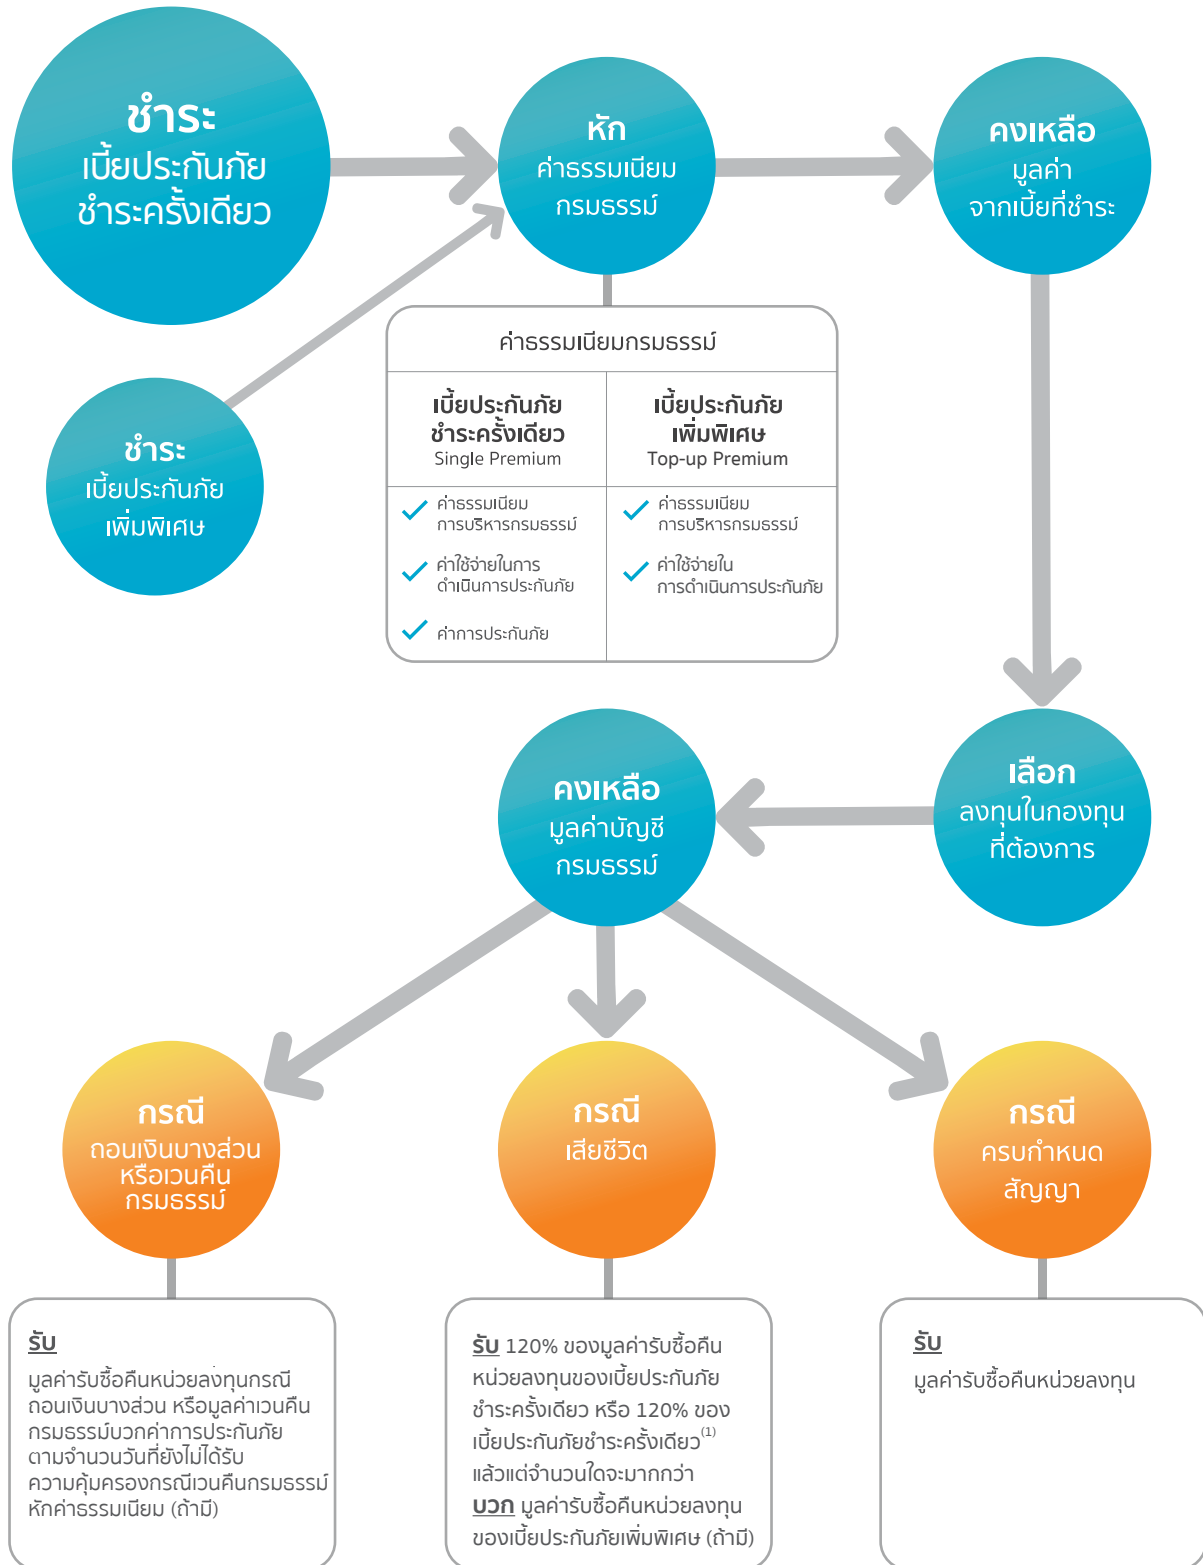 ชำระ
เบี้ยประกันภัย
ชำระครั้งเดียว
หัก
ค่าธรรมเนียม
กรมธรรม์
คงเหลือ
มูลค่า
จากเบี้ยที่ชำระ
ชำระ
เบี้ยประกันภัย
เพิ่มพิเศษ
ค่าธรรมเนียมกรมธรรม์
เบี้ยประกันภัย
ชำระครั้งเดียว
Single Premium
ค่าธรรมเนียม
การบริหารกรมธรรม์
ค่าใช้จ่ายในการ
ดำเนินการประกันภัย
ค่าการประกันภัย
เบี้ยประกันภัย
เพิ่มพิเศษ
Top-up Premium
ค่าธรรมเนียม
การบริหารกรมธรรม์
ค่าใช้จ่ายใน
การดำเนินการประกันภัย
เลือก
ลงทุนในกองทุน
ที่ต้องการ
คงเหลือ
มูลค่าบัญชี
กรมธรรม์
กรณี
ถอนเงินบางส่วน
หรือเวนคืน
กรมธรรม์
กรณี
เสียชีวิต
กรณี
ครบกำหนด
สัญญา
รับ
มูลค่ารับซื้อคืนหน่วยลงทุนกรณี
ถอนเงินบางส่วน หรือมูลค่าเวนคืน
กรมธรรม์บวกค่าการประกันภัย
ตามจำนวนวันที่ยังไม่ได้รับ
ความคุ้มครองกรณีเวนคืนกรมธรรม์
หักค่าธรรมเนียม (ถ้ามี)
รับ 120% ของมูลค่ารับซื้อคืน
หน่วยลงทุนของเบี้ยประกันภัย
ชำระครั้งเดียว หรือ 120% ของ
เบี้ยประกันภัยชำระครั้งเดียว(1)
แล้วแต่จำนวนใดจะมากกว่า
บวก มูลค่ารับซื้อคืนหน่วยลงทุน
ของเบี้ยประกันภัยเพิ่มพิเศษ (ถ้ามี)
รับ
มูลค่ารับซื้อคืนหน่วยลงทุน